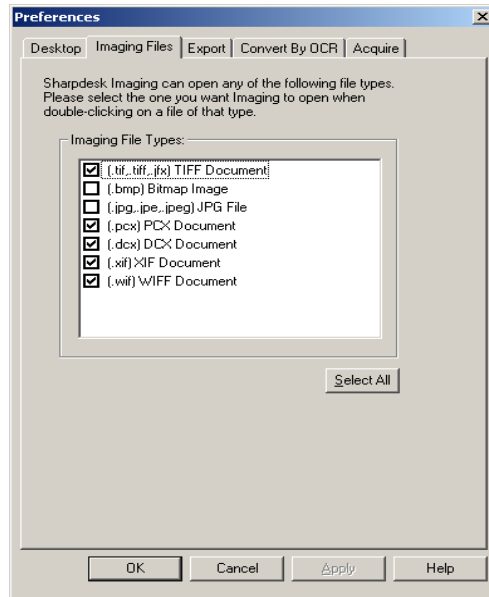 Preferences
Desktop Imaging Files Export Convert By OCR Acquire
Sharpdesk Imaging can open any of the following file types.
Please select the one you want Imaging to open when
double-clicking on a file of that type.
Imaging File Types:
(.tif,.tiff,.jfx) TIFF Document
(.bmp) Bitmap Image
(.jpg,.jpe,.jpeg) JPG File
(.pcx) PCX Document
(.dcx) DCX Document
(.xif) XIF Document
(.wif) WIFF Document
Select All
OK Cancel Apply Help